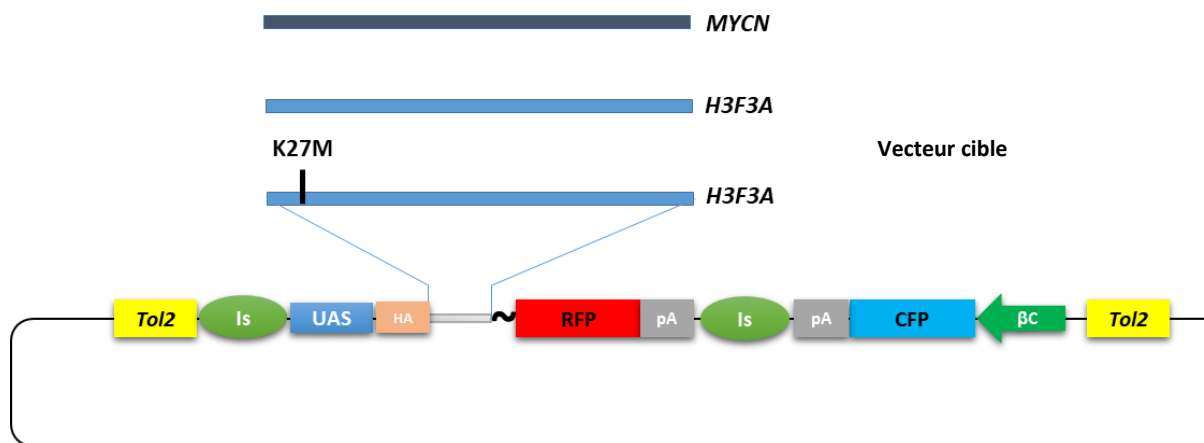 MYCN
H3F3A
K27M
Vecteur cible
H3F3A
Tol2 Is UAS HA RFP pA Is pA CFP βC Tol2